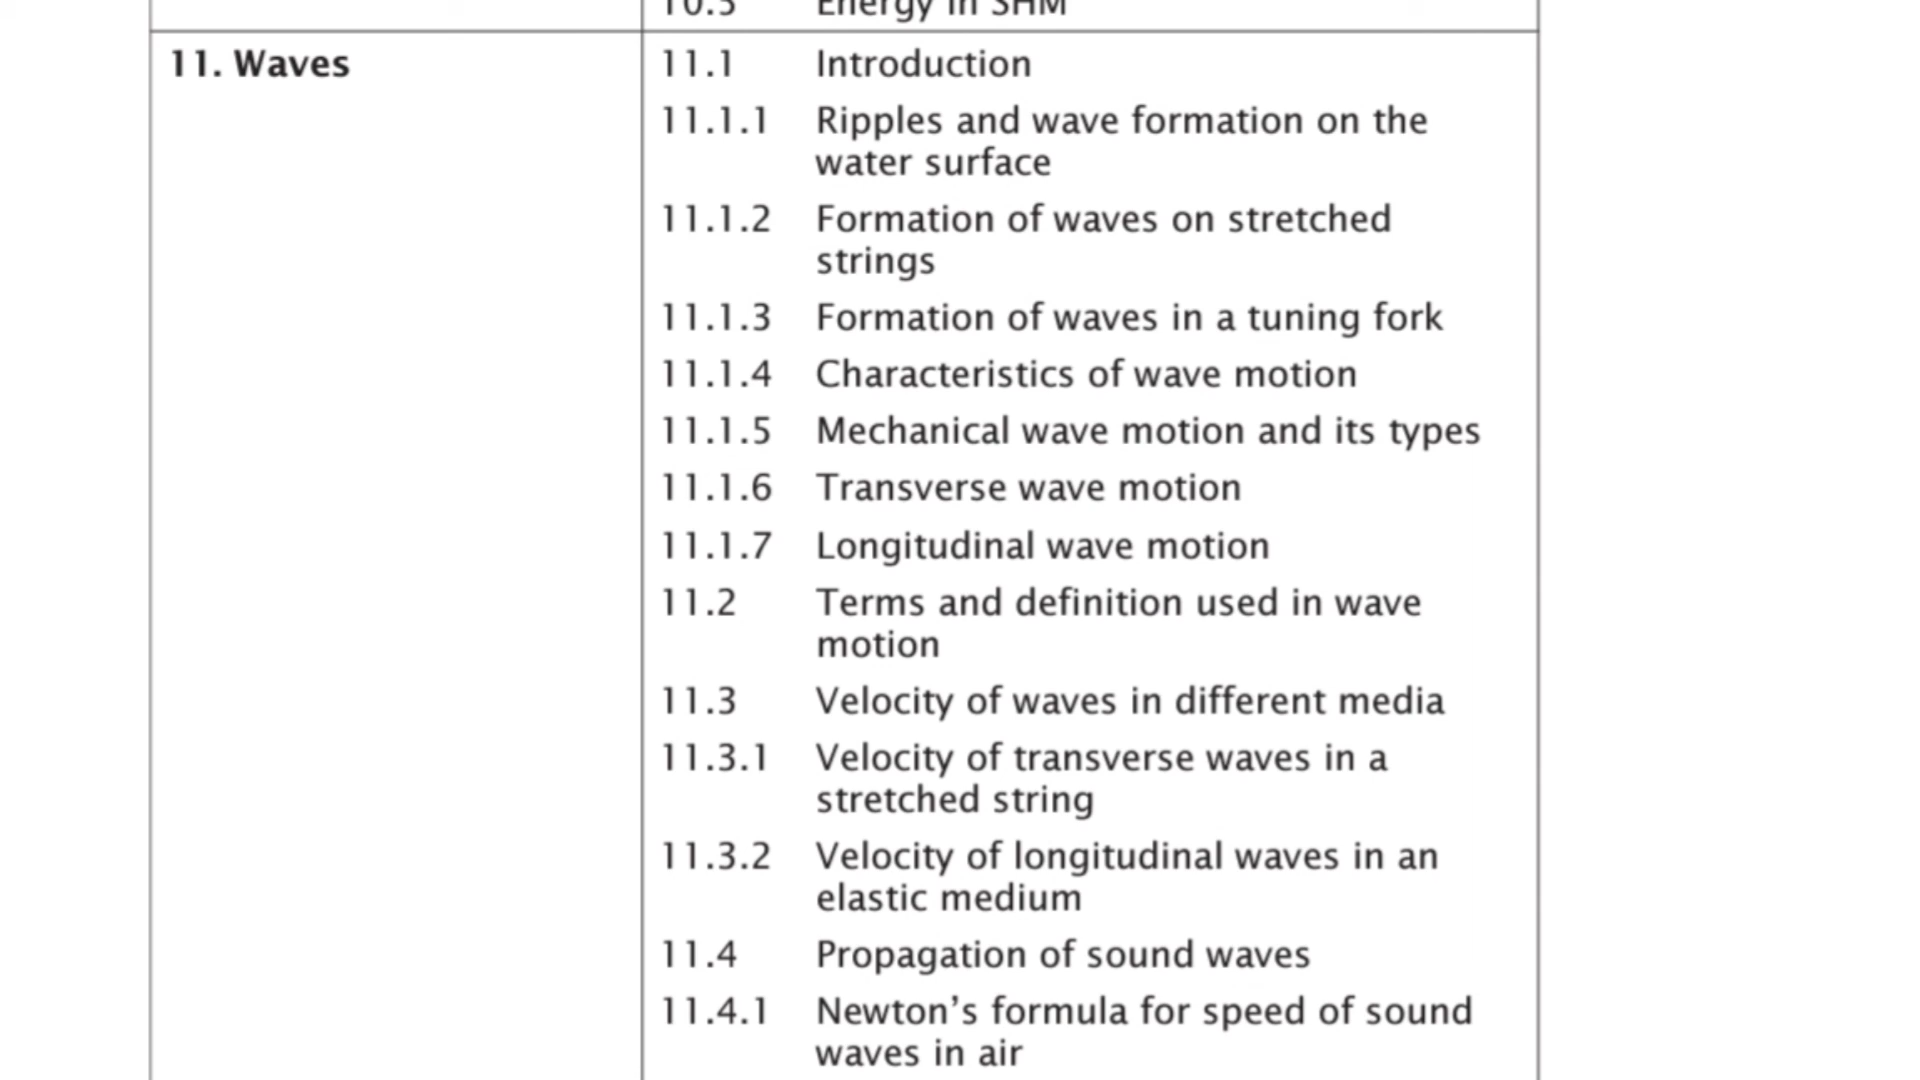 10.5 Energy in SHM
11. Waves 11.1 Introduction
11.1.1 Ripples and wave formation on the
water surface
11.1.2 Formation of waves on stretched
strings
11.1.3 Formation of waves in a tuning fork
11.1.4 Characteristics of wave motion
11.1.5 Mechanical wave motion and its types
11.1.6 Transverse wave motion
11.1.7 Longitudinal wave motion
11.2 Terms and definition used in wave
motion
11.3 Velocity of waves in different media
11.3.1 Velocity of transverse waves in a
stretched string
11.3.2 Velocity of longitudinal waves in an
elastic medium
11.4 Propagation of sound waves
11.4.1 Newton’s formula for speed of sound
waves in air